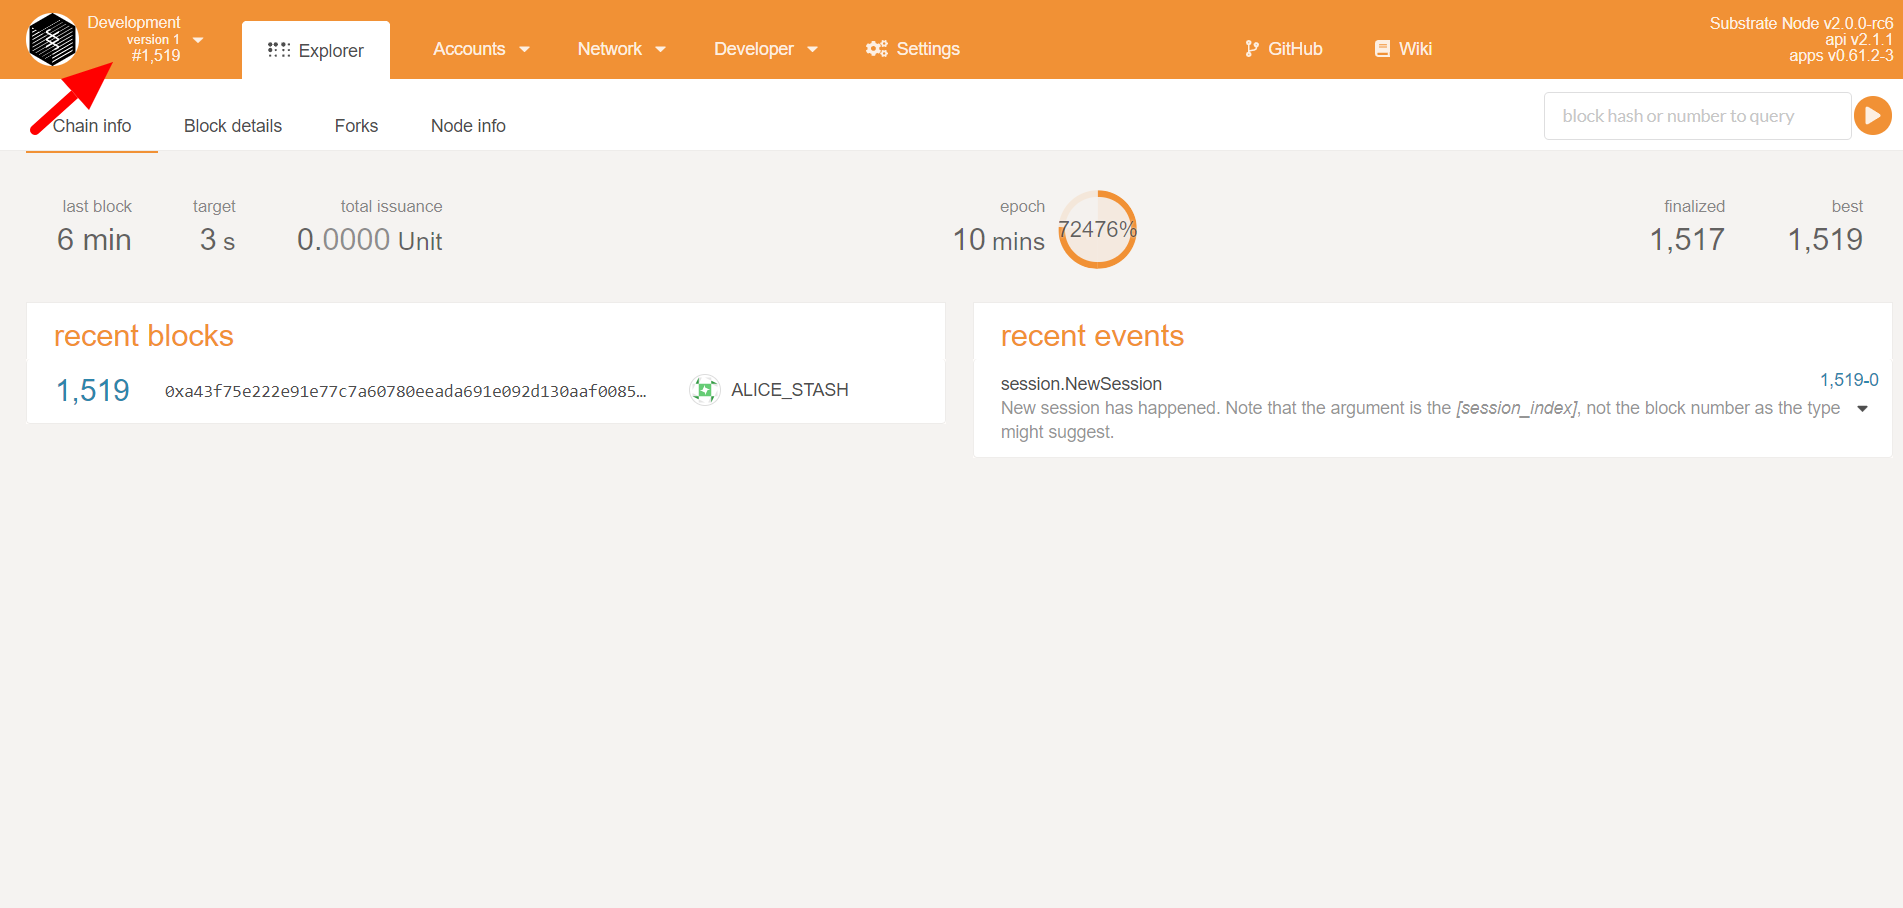 Development
version 1
#1,519
Explorer
Accounts
Network
Developer
Settings
GitHub
Wiki
Substrate Node v2.0.0-rc6
api v2.1.1
apps v0.61.2-3
Chain info
Block details
Forks
Node info
block hash or number to query
last block
6 min
target
3 s
total issuance
0.0000 Unit
epoch
10 mins
72476%
finalized
1,517
best
1,519
recent blocks
1,519 0xa43f75e222e91e77c7a60780eeada691e092d130aaf0085… ALICE_STASH
recent events
session.NewSession
1,519-0
New session has happened. Note that the argument is the [session_index], not the block number as the type
might suggest.